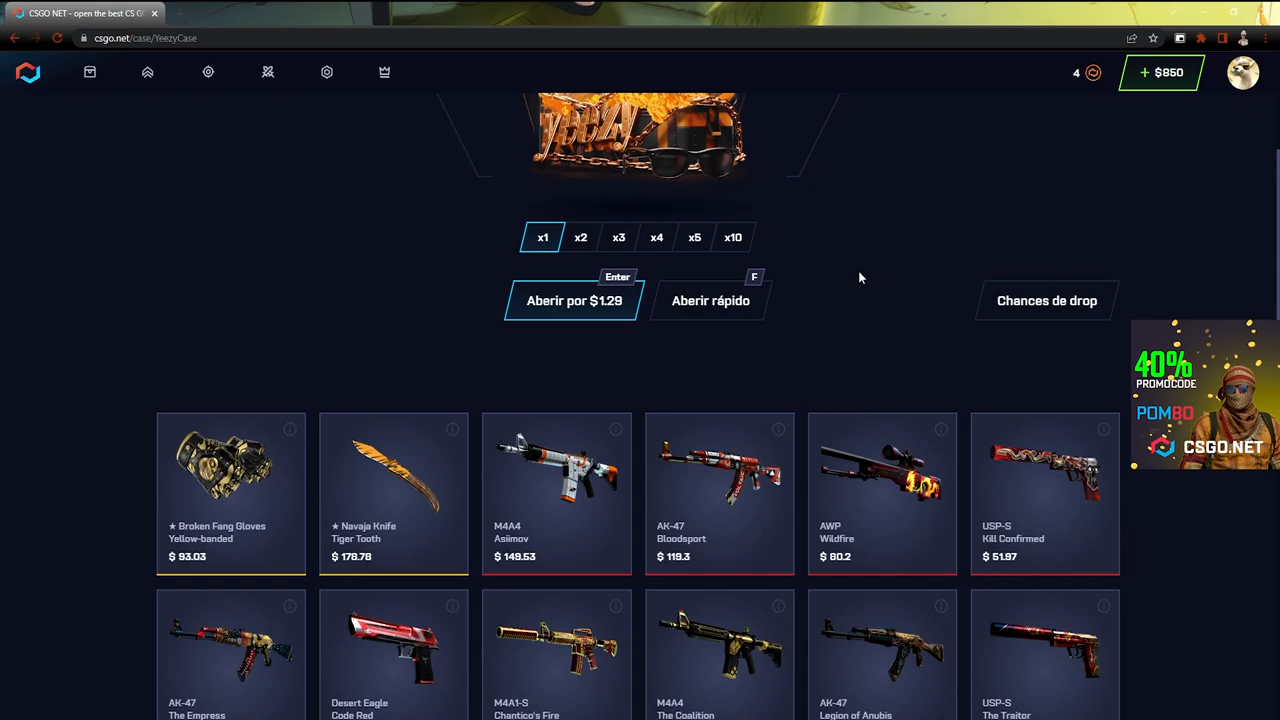 CSGO NET - open the best CS G
csgo.net/case/YeezyCase
4
+ $850
yeezy
x1 x2 x3 x4 x5 x10
Enter
F
Aberir por $1.29
Aberir rápido
Chances de drop
40%
PROMOCODE
POMBO
CSGO.NET
★ Broken Fang Gloves
Yellow-banded
$ 93.03
★ Navaja Knife
Tiger Tooth
$ 178.78
M4A4
Asiimov
$ 149.53
AK-47
Bloodsport
$ 119.3
AWP
Wildfire
$ 80.2
USP-S
Kill Confirmed
$ 51.97
AK-47
The Empress
Desert Eagle
Code Red
M4A1-S
Chantico's Fire
M4A4
The Coalition
AK-47
Legion of Anubis
USP-S
The Traitor